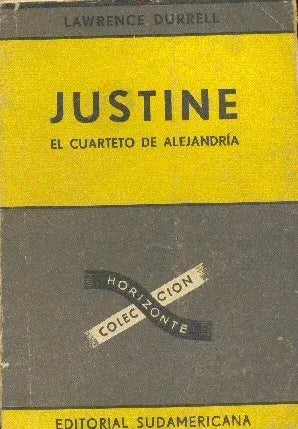 LAWRENCE DURRELL
JUSTINE
EL CUARTETO DE ALEJANDRÍA
COLECCION
HORIZONTE
EDITORIAL SUDAMERICANA